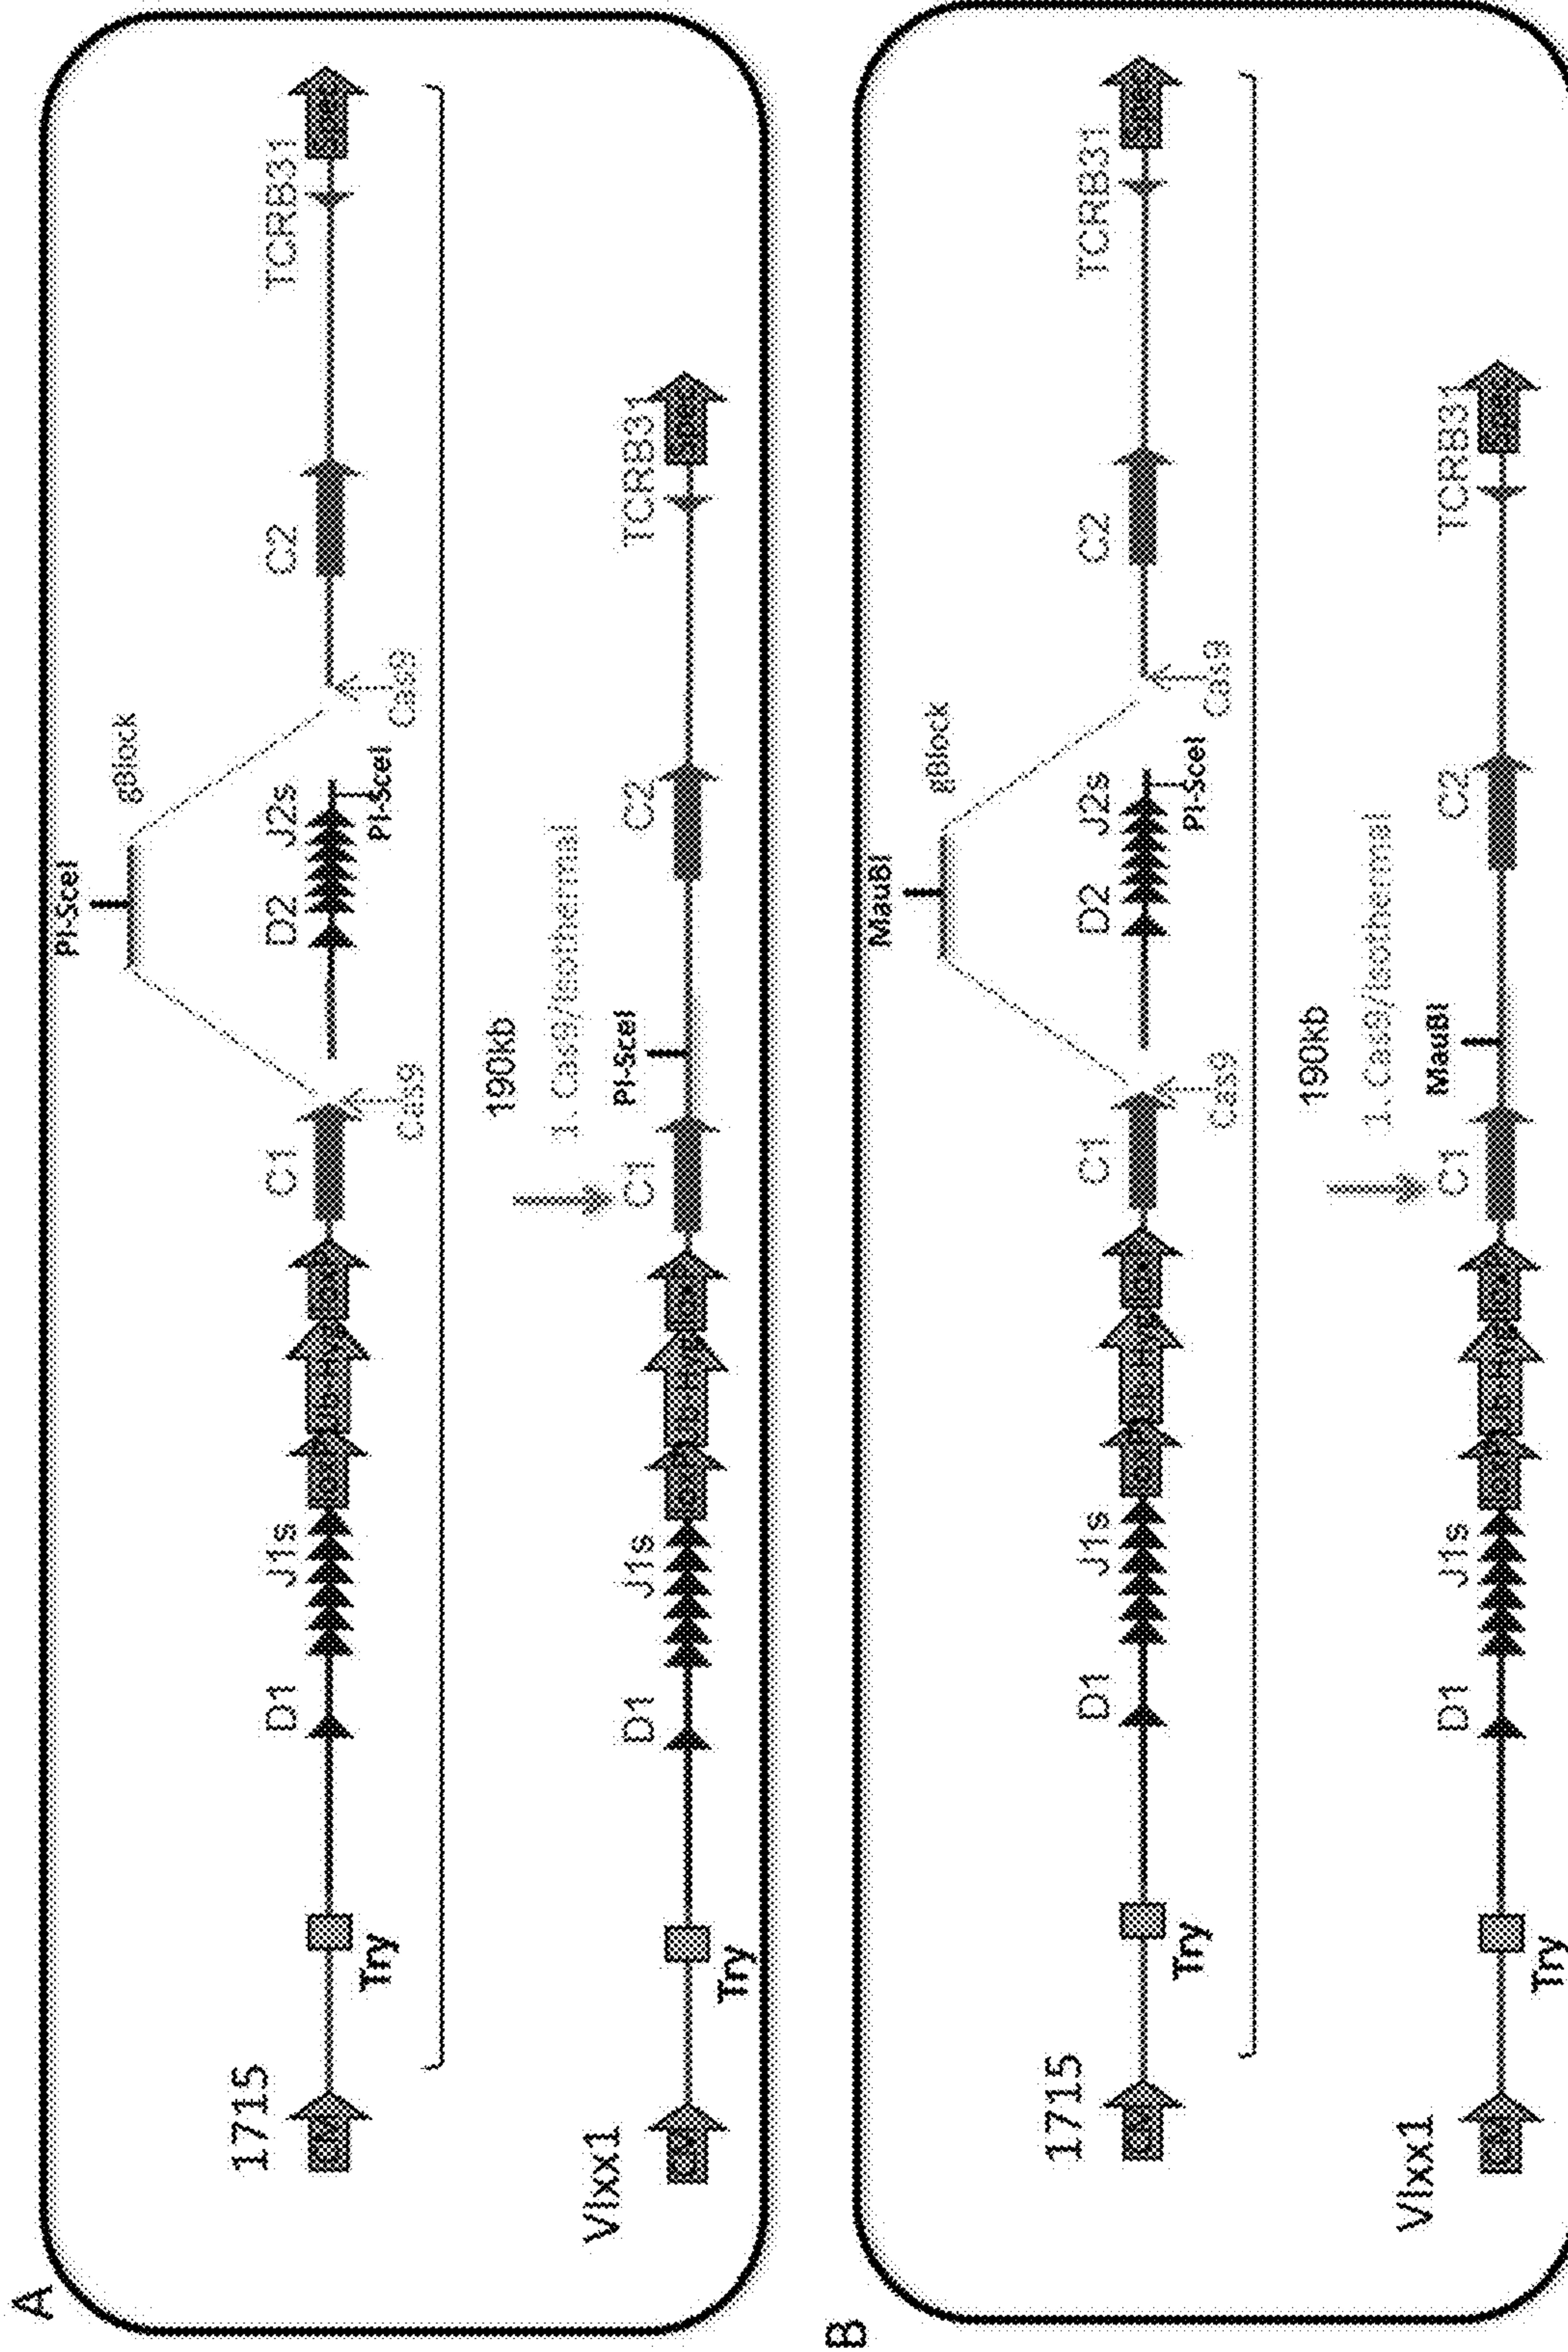 A
PI-SceI
gBlock
1715
D1
J1s
C1
D2
J2s
C2
TCRB31
Try
Cas9
PI-SceI
Cas9
190kb
1. Cas9/isothermal
Vlxx1
D1
J1s
C1
PI-SceI
C2
TCRB31
Try
B
MauBI
gBlock
1715
D1
J1s
C1
D2
J2s
C2
TCRB31
Try
Cas9
PI-SceI
Cas9
190kb
1. Cas9/isothermal
Vlxx1
D1
J1s
C1
MauBI
C2
TCRB31
Try